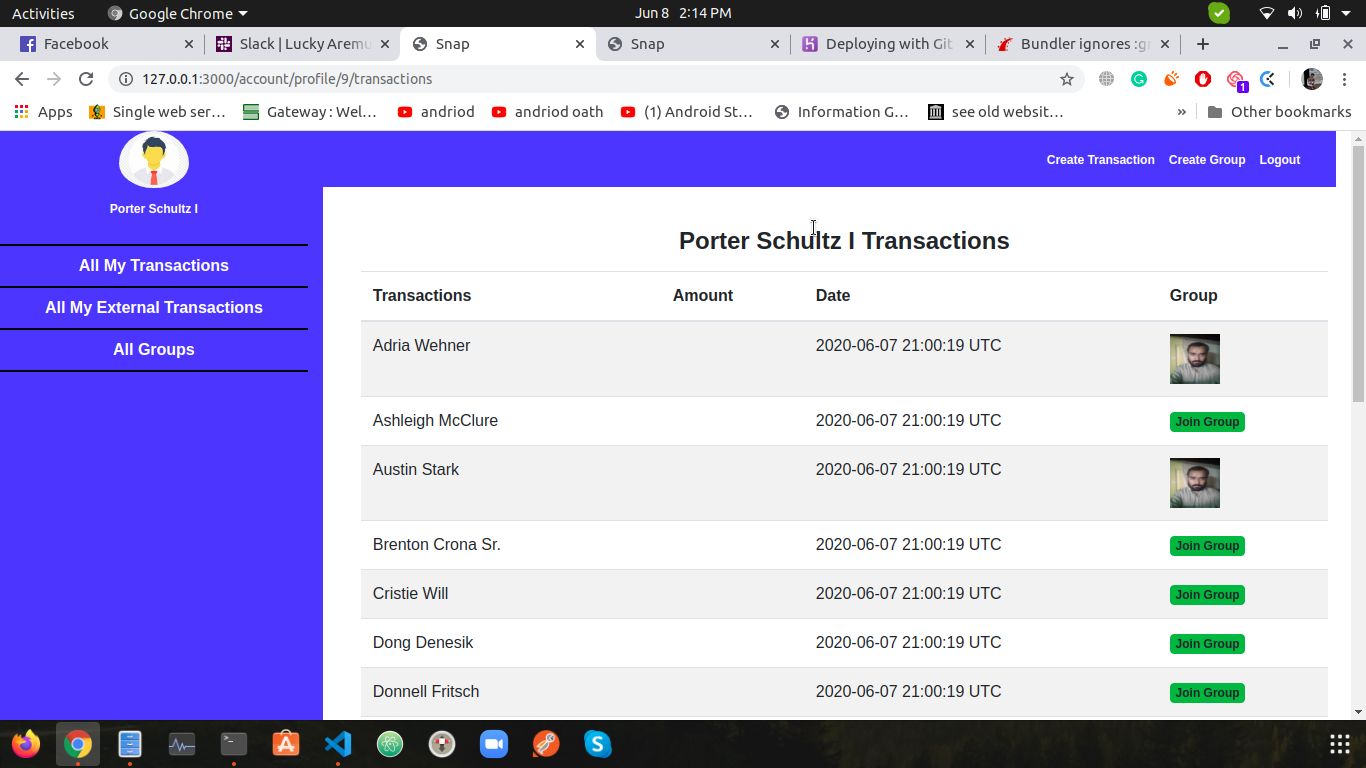 Activities Google Chrome Jun 8 2:14 PM
Facebook Slack | Lucky Aremu Snap Snap Deploying with Git Bundler ignores :gr
127.0.0.1:3000/account/profile/9/transactions
1
Apps Single web ser… Gateway : Wel… andriod andriod oath (1) Android St… Information G… see old websit… » Other bookmarks
Create Transaction Create Group Logout
Porter Schultz I
All My Transactions
All My External Transactions
All Groups
Porter Schultz I Transactions
Transactions Amount Date Group
Adria Wehner 2020-06-07 21:00:19 UTC
Ashleigh McClure 2020-06-07 21:00:19 UTC Join Group
Austin Stark 2020-06-07 21:00:19 UTC
Brenton Crona Sr. 2020-06-07 21:00:19 UTC Join Group
Cristie Will 2020-06-07 21:00:19 UTC Join Group
Dong Denesik 2020-06-07 21:00:19 UTC Join Group
Donnell Fritsch 2020-06-07 21:00:19 UTC Join Group